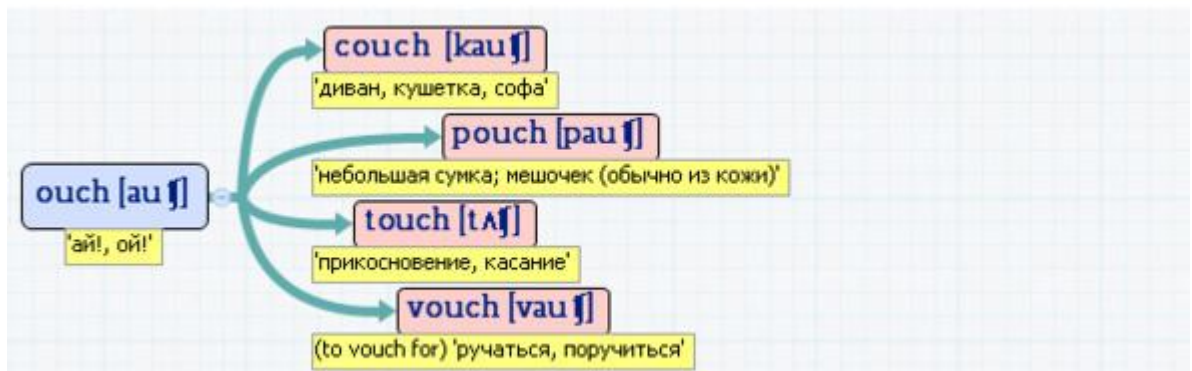 couch [kauʧ]
'диван, кушетка, софа'
pouch [pauʧ]
'небольшая сумка; мешочек (обычно из кожи)'
ouch [auʧ]
'ай!, ой!'
touch [tʌʧ]
'прикосновение, касание'
vouch [vauʧ]
(to vouch for) 'ручаться, поручиться'